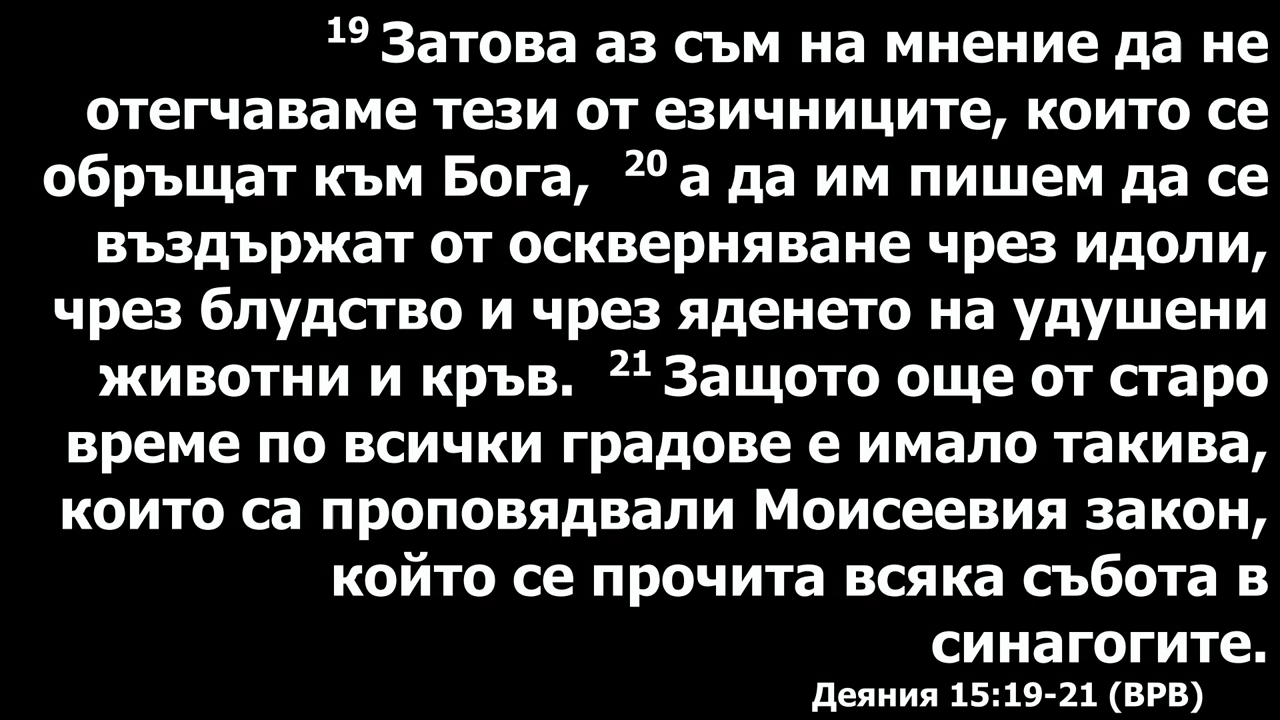 19 Затова аз съм на мнение да не
отегчаваме тези от езичниците, които се
обръщат към Бога, 20 а да им пишем да се
въздържат от оскверняване чрез идоли,
чрез блудство и чрез яденето на удушени
животни и кръв. 21 Защото още от старо
време по всички градове е имало такива,
които са проповядвали Моисеевия закон,
който се прочита всяка събота в
синагогите.
Деяния 15:19-21 (ВРВ)